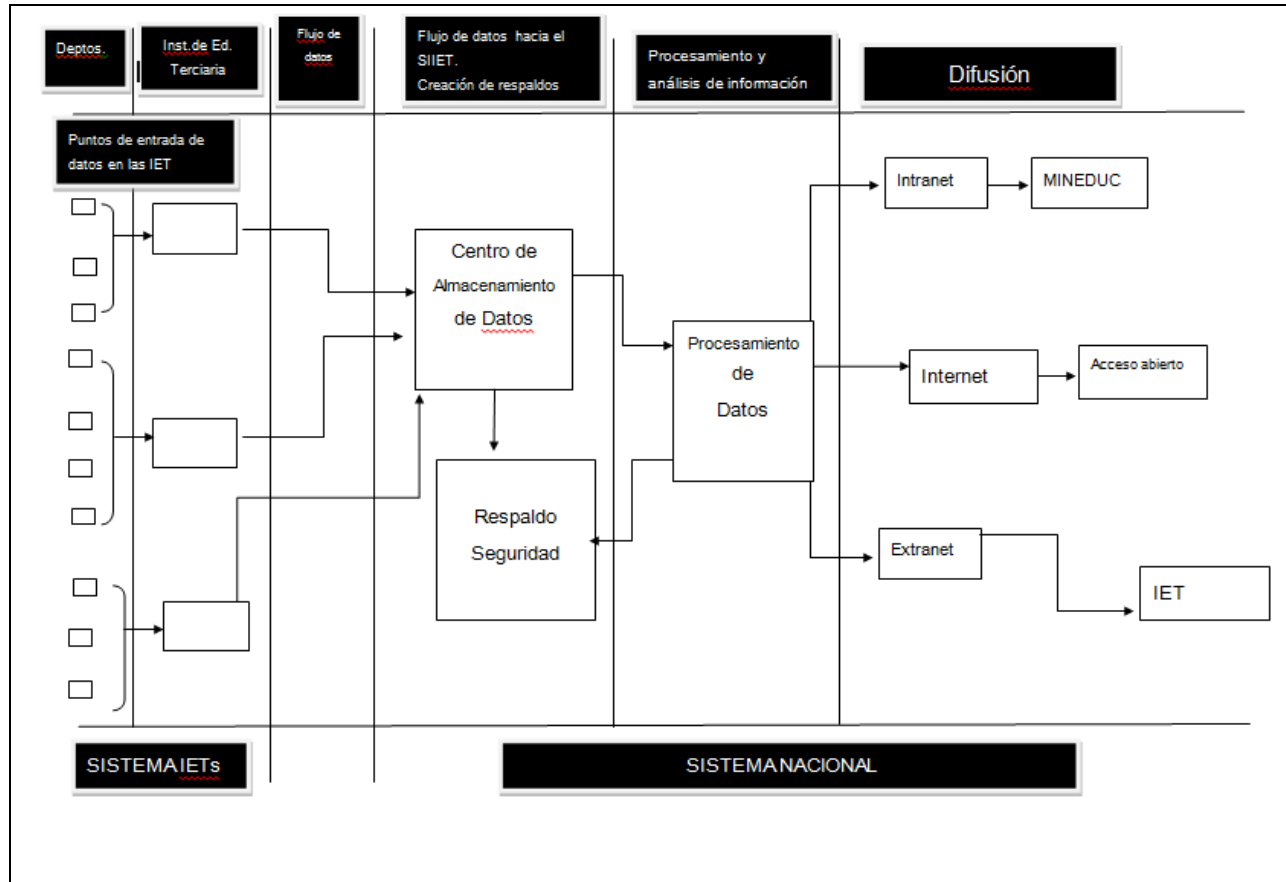 Deptos.
Inst.de Ed.
Terciaria
Flujo de
datos
Flujo de datos hacia el
SIIET.
Creación de respaldos
Procesamiento y
análisis de información
Difusión
Puntos de entrada de
datos en las IET
Intranet
MINEDUC
Centro de
Almacenamiento
de Datos
Procesamiento
de
Datos
Internet
Acceso abierto
Respaldo
Seguridad
Extranet
IET
SISTEMA IETs
SISTEMA NACIONAL